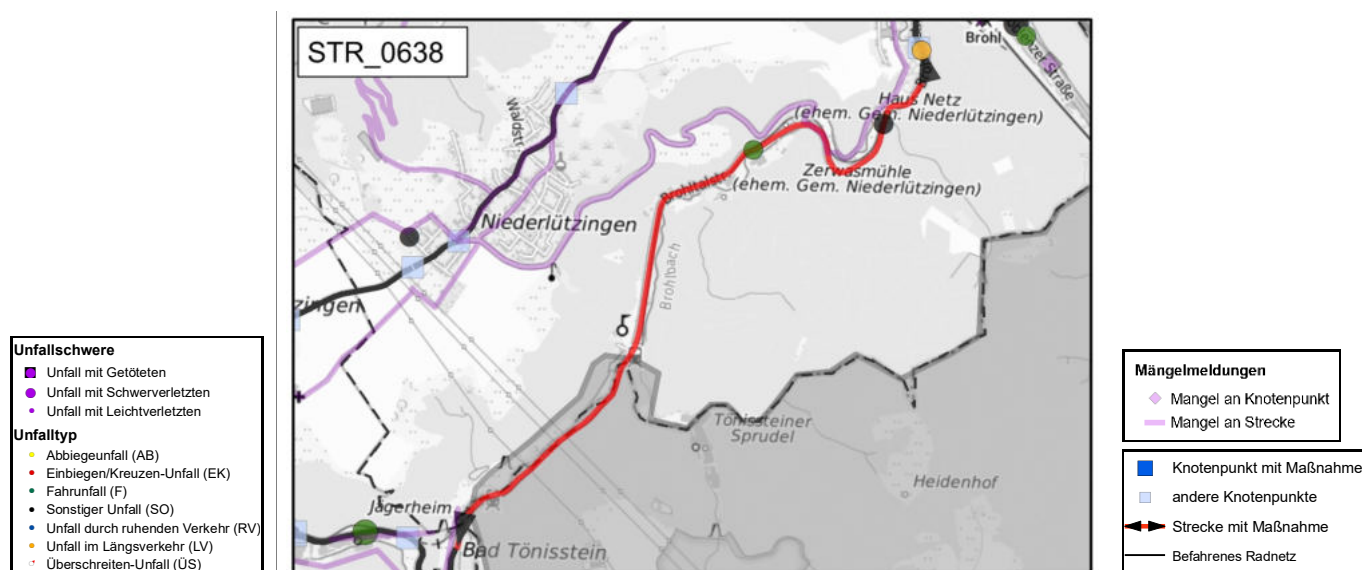 STR_0638
Brohl
Haus Netz
(ehem. Gem. Niederlützingen)
Waldstr.
Zerwasmühle
(ehem. Gem. Niederlützingen)
Brohltalstr.
Niederlützingen
Brohlbach
zingen
Tönissteiner
Sprudel
Heidenhof
Jägerheim
Bad Tönisstein
Unfallschwere
Unfall mit Getöteten
Unfall mit Schwerverletzten
Unfall mit Leichtverletzten
Unfalltyp
Abbiegeunfall (AB)
Einbiegen/Kreuzen-Unfall (EK)
Fahrunfall (F)
Sonstiger Unfall (SO)
Unfall durch ruhenden Verkehr (RV)
Unfall im Längsverkehr (LV)
Überschreiten-Unfall (ÜS)
Mängelmeldungen
Mangel an Knotenpunkt
Mangel an Strecke
Knotenpunkt mit Maßnahme
andere Knotenpunkte
Strecke mit Maßnahme
Befahrenes Radnetz